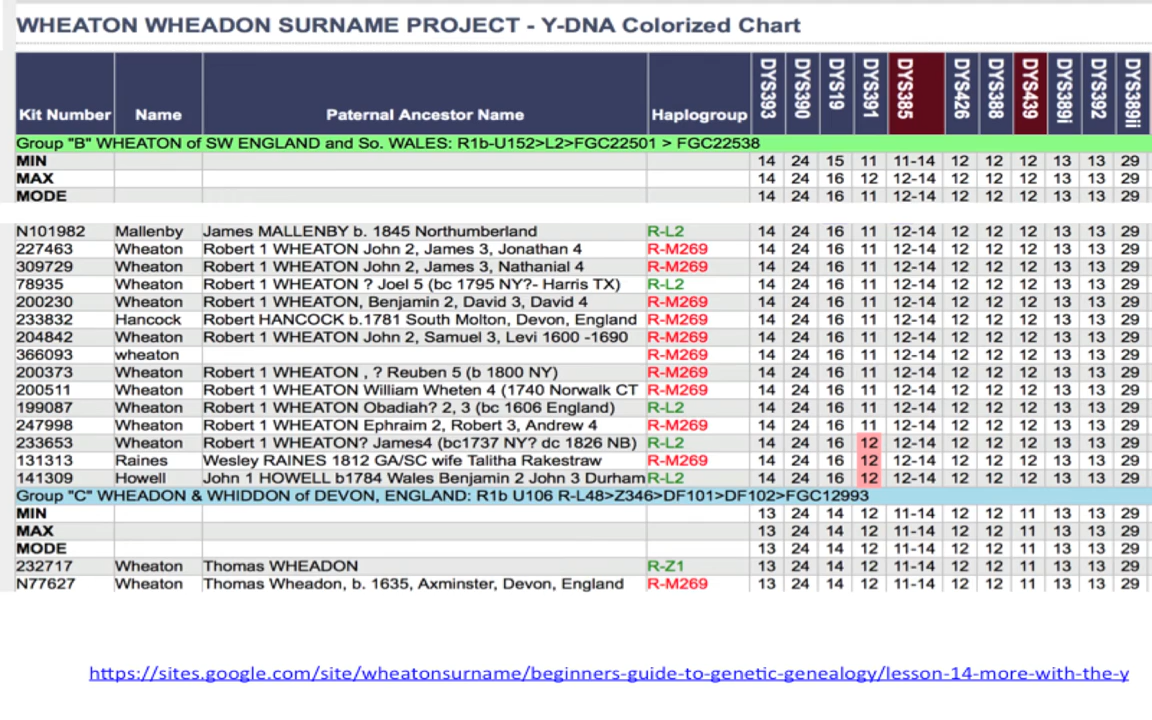 WHEATON WHEADON SURNAME PROJECT - Y-DNA Colorized Chart
Kit Number Name Paternal Ancestor Name Haplogroup DYS393 DYS390 DYS19 DYS391 DYS385 DYS426 DYS388 DYS439 DYS389i DYS392 DYS389ii
Group "B" WHEATON of SW ENGLAND and So. WALES: R1b-U152>L2>FGC22501 > FGC22538
MIN 14 24 15 11 11-14 12 12 12 13 13 29
MAX 14 24 16 12 12-14 12 12 12 13 13 29
MODE 14 24 16 11 12-14 12 12 12 13 13 29
N101982 Mallenby James MALLENBY b. 1845 Northumberland R-L2 14 24 16 11 12-14 12 12 12 13 13 29
227463 Wheaton Robert 1 WHEATON John 2, James 3, Jonathan 4 R-M269 14 24 16 11 12-14 12 12 12 13 13 29
309729 Wheaton Robert 1 WHEATON John 2, James 3, Nathanial 4 R-M269 14 24 16 11 12-14 12 12 12 13 13 29
78935 Wheaton Robert 1 WHEATON ? Joel 5 (bc 1795 NY?- Harris TX) R-L2 14 24 16 11 12-14 12 12 12 13 13 29
200230 Wheaton Robert 1 WHEATON, Benjamin 2, David 3, David 4 R-M269 14 24 16 11 12-14 12 12 12 13 13 29
233832 Hancock Robert HANCOCK b.1781 South Molton, Devon, England R-M269 14 24 16 11 12-14 12 12 12 13 13 29
204842 Wheaton Robert 1 WHEATON John 2, Samuel 3, Levi 1600 -1690 R-M269 14 24 16 11 12-14 12 12 12 13 13 29
366093 wheaton R-M269 14 24 16 11 12-14 12 12 12 13 13 29
200373 Wheaton Robert 1 WHEATON , ? Reuben 5 (b 1800 NY) R-M269 14 24 16 11 12-14 12 12 12 13 13 29
200511 Wheaton Robert 1 WHEATON William Wheten 4 (1740 Norwalk CT R-M269 14 24 16 11 12-14 12 12 12 13 13 29
199087 Wheaton Robert 1 WHEATON Obadiah? 2, 3 (bc 1606 England) R-L2 14 24 16 11 12-14 12 12 12 13 13 29
247998 Wheaton Robert 1 WHEATON Ephraim 2, Robert 3, Andrew 4 R-M269 14 24 16 11 12-14 12 12 12 13 13 29
233653 Wheaton Robert 1 WHEATON? James4 (bc1737 NY? dc 1826 NB) R-L2 14 24 16 12 12-14 12 12 12 13 13 29
131313 Raines Wesley RAINES 1812 GA/SC wife Talitha Rakestraw R-M269 14 24 16 12 12-14 12 12 12 13 13 29
141309 Howell John 1 HOWELL b1784 Wales Benjamin 2 John 3 Durham R-L2 14 24 16 12 12-14 12 12 12 13 13 29
Group "C" WHEADON & WHIDDON of DEVON, ENGLAND: R1b U106 R-L48>Z346>DF101>DF102>FGC12993
MIN 13 24 14 12 11-14 12 12 11 13 13 29
MAX 13 24 14 12 11-14 12 12 11 13 13 29
MODE 13 24 14 12 11-14 12 12 11 13 13 29
232717 Wheaton Thomas WHEADON R-Z1 13 24 14 12 11-14 12 12 11 13 13 29
N77627 Wheaton Thomas Wheadon, b. 1635, Axminster, Devon, England R-M269 13 24 14 12 11-14 12 12 11 13 13 29
https://sites.google.com/site/wheatonsurname/beginners-guide-to-genetic-genealogy/lesson-14-more-with-the-y